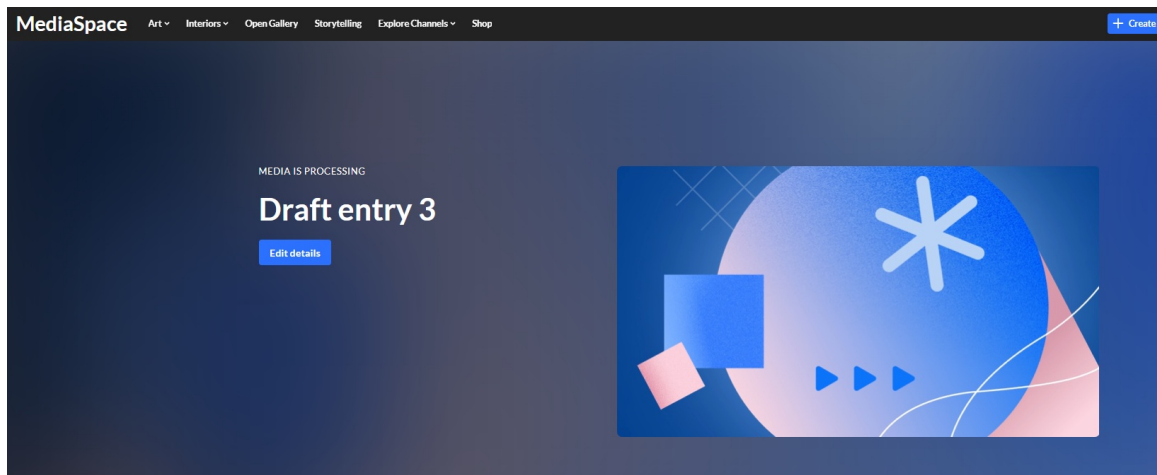 MediaSpace Art Interiors Open Gallery Storytelling Explore Channels Shop + Create
MEDIA IS PROCESSING
Draft entry 3
Edit details